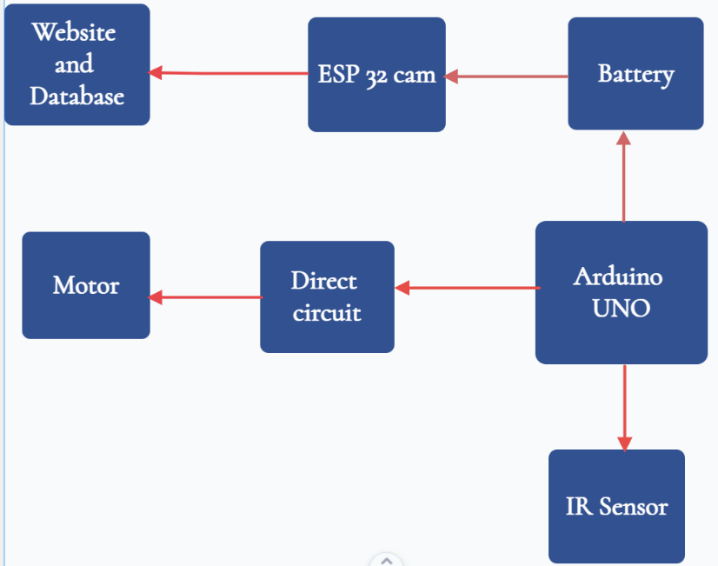 Website
and
Database
ESP 32 cam
Battery
Motor
Direct
circuit
Arduino
UNO
IR Sensor